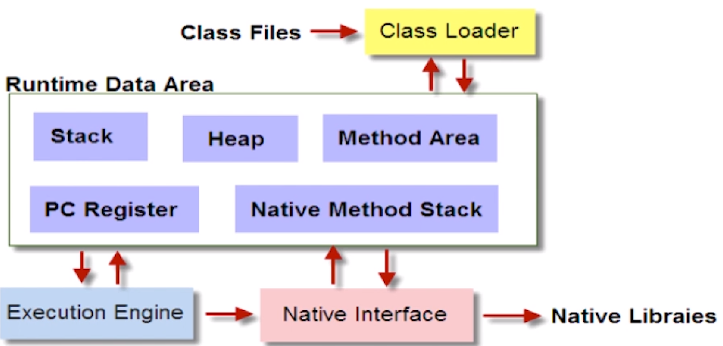 Class Files
Class Loader
Runtime Data Area
Stack
Heap
Method Area
PC Register
Native Method Stack
Execution Engine
Native Interface
Native Libraies